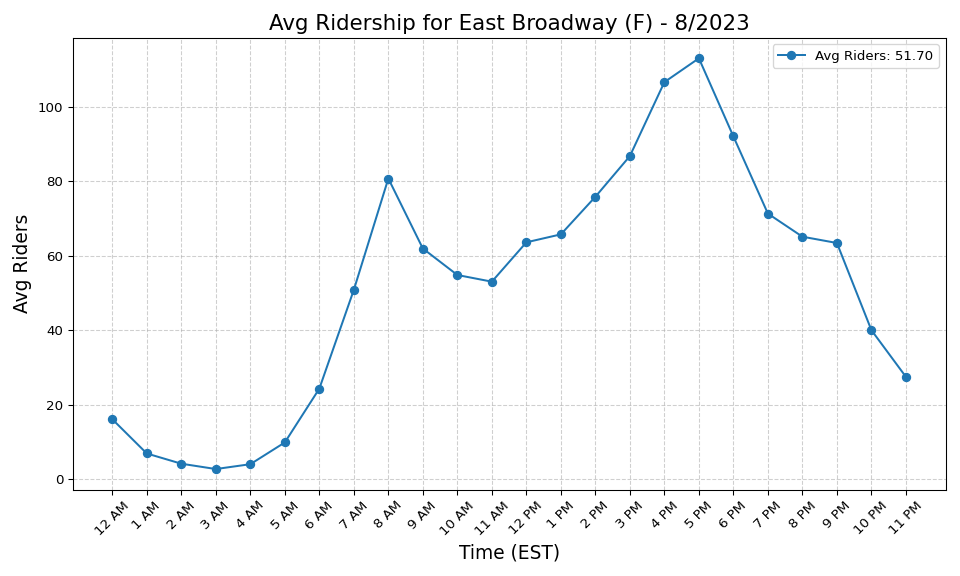 Avg Ridership for East Broadway (F) - 8/2023
Avg Riders: 51.70
Avg Riders
100
80
60
40
20
0
12 AM
1 AM
2 AM
3 AM
4 AM
5 AM
6 AM
7 AM
8 AM
9 AM
10 AM
11 AM
12 PM
1 PM
2 PM
3 PM
4 PM
5 PM
6 PM
7 PM
8 PM
9 PM
10 PM
11 PM
Time (EST)